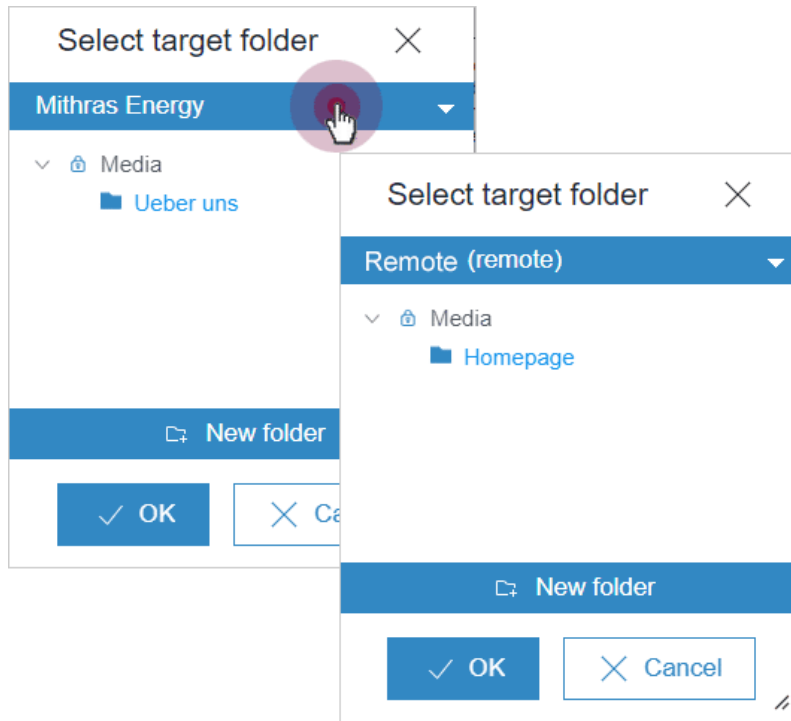 Select target folder
Mithras Energy
Media
Ueber uns
New folder
OK
Select target folder
Remote (remote)
Media
Homepage
New folder
OK
Cancel